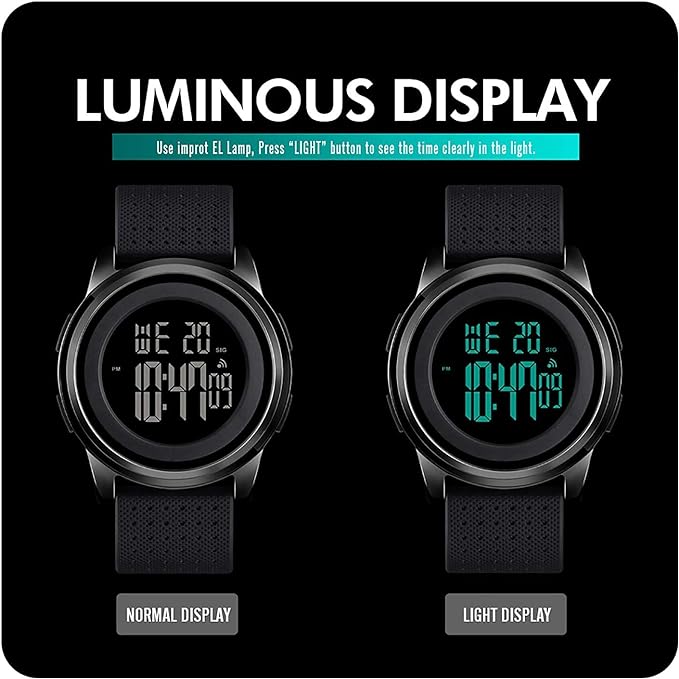 LUMINOUS DISPLAY
Use improt EL Lamp, Press “LIGHT” button to see the time clearly in the light.
WE 20
SIG
PM
10:47 09
WE 20
SIG
PM
10:47 09
NORMAL DISPLAY
LIGHT DISPLAY